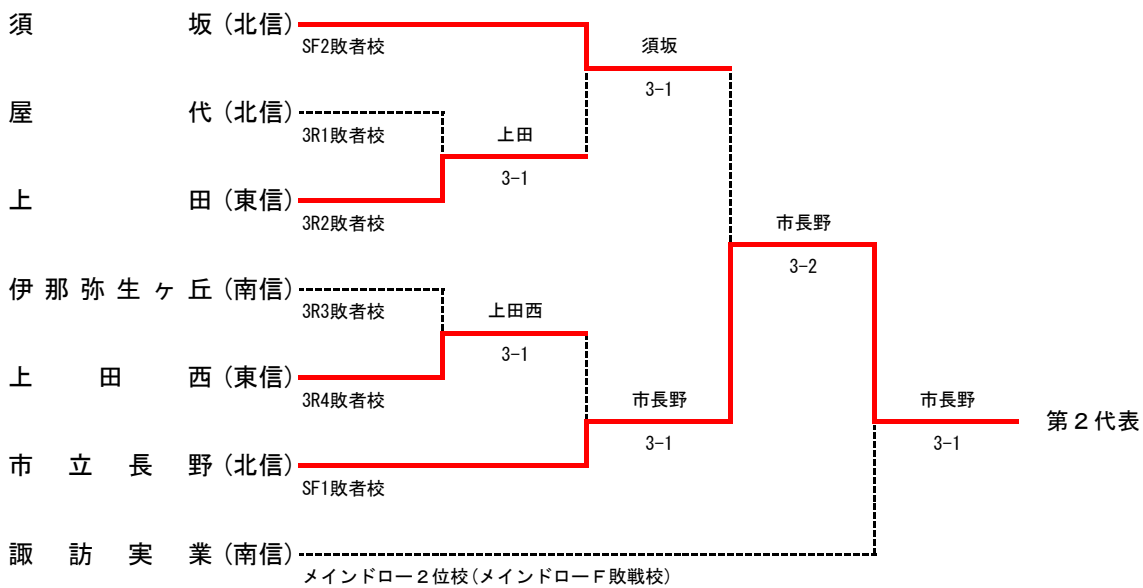 須坂(北信)
SF2敗者校
須坂
3-1
屋代(北信)
3R1敗者校
上田
3-1
上田(東信)
3R2敗者校
市長野
3-2
伊那弥生ヶ丘(南信)
3R3敗者校
上田西
3-1
上田西(東信)
3R4敗者校
市長野
3-1
市長野
3-1
第2代表
市立長野(北信)
SF1敗者校
諏訪実業(南信)
メインドロー2位校(メインドローF敗戦校)